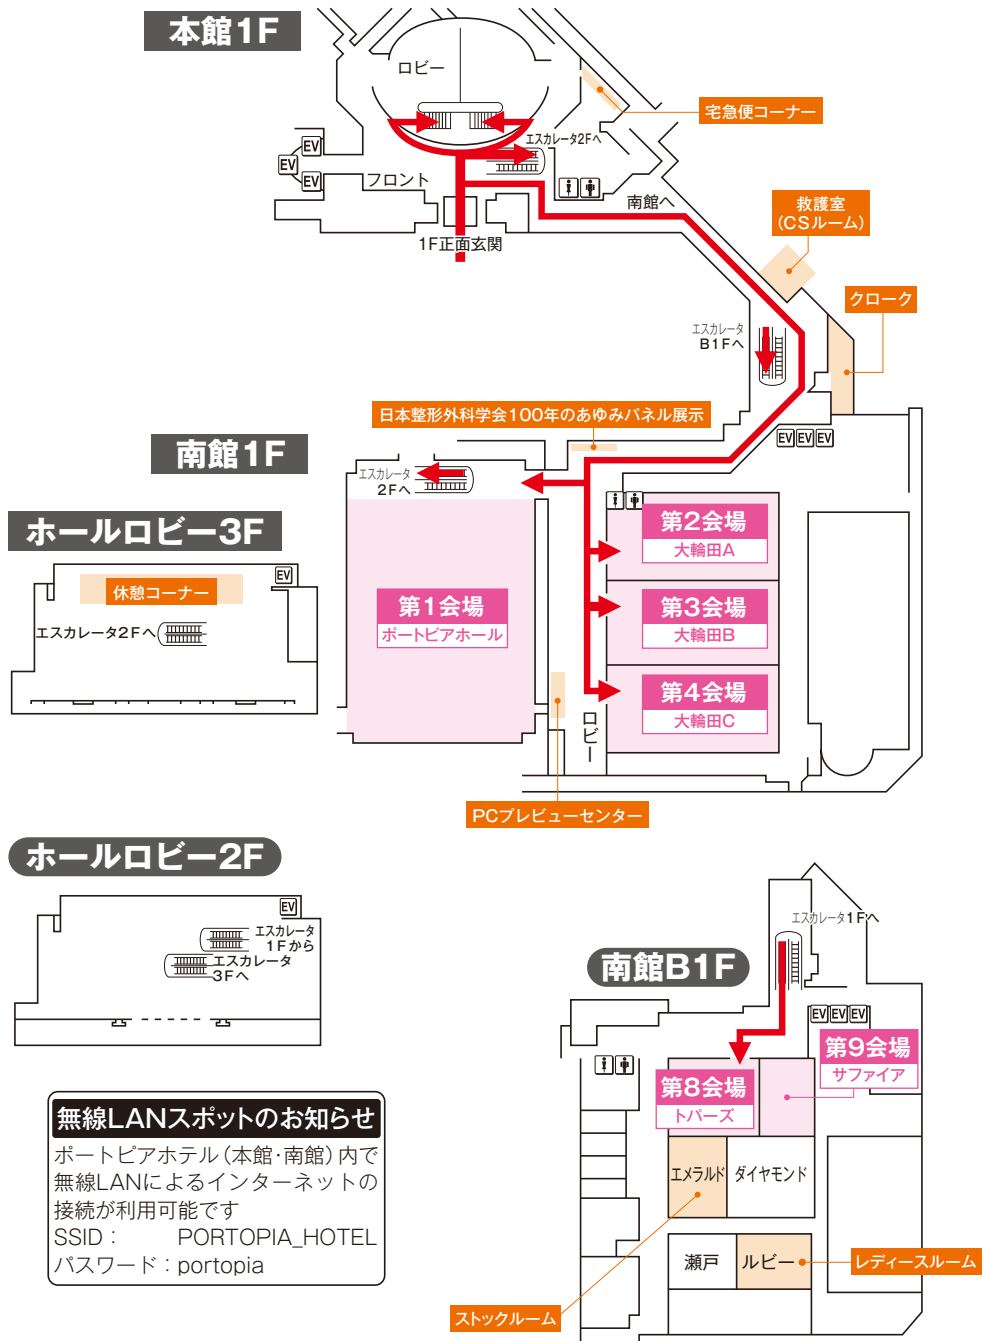 本館1F
ロビー
宅急便コーナー
エスカレータ2Fへ
EV
EV
EV
フロント
南館へ
救護室
(CSルーム)
1F正面玄関
クローク
エスカレータ
B1Fへ
日本整形外科学会100年のあゆみパネル展示
EV EV EV
南館1F
エスカレータ
2Fへ
第2会場
大輪田A
ホールロビー3F
EV
休憩コーナー
第1会場
ポートピアホール
第3会場
大輪田B
エスカレータ2Fへ
第4会場
大輪田C
ロビー
PCプレビューセンター
ホールロビー2F
EV
エスカレータ
1Fから
エスカレータ
3Fへ
エスカレータ1Fへ
南館B1F
EV EV EV
第9会場
サファイア
第8会場
トパーズ
無線LANスポットのお知らせ
ポートピアホテル(本館・南館)内で
無線LANによるインターネットの
接続が利用可能です
SSID： PORTOPIA_HOTEL
パスワード：portopia
エメラルド
ダイヤモンド
瀬戸
ルビー
レディースルーム
ストックルーム